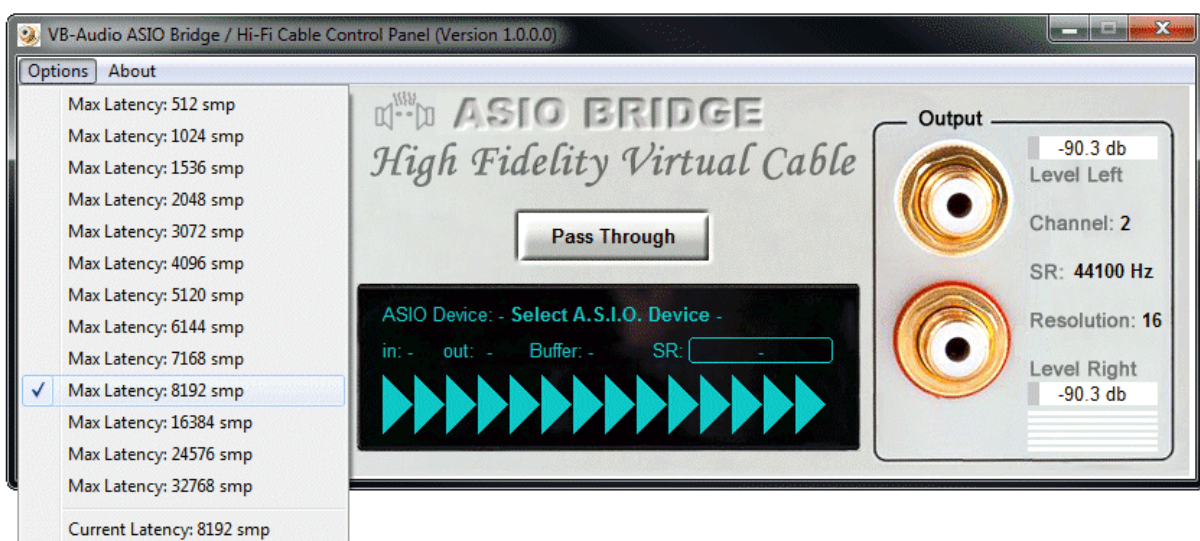 VB-Audio ASIO Bridge / Hi-Fi Cable Control Panel (Version 1.0.0.0)
Options About
Max Latency: 512 smp
Max Latency: 1024 smp
Max Latency: 1536 smp
Max Latency: 2048 smp
Max Latency: 3072 smp
Max Latency: 4096 smp
Max Latency: 5120 smp
Max Latency: 6144 smp
Max Latency: 7168 smp
Max Latency: 8192 smp
Max Latency: 16384 smp
Max Latency: 24576 smp
Max Latency: 32768 smp
Current Latency: 8192 smp
ASIO BRIDGE
High Fidelity Virtual Cable
Pass Through
ASIO Device: - Select A.S.I.O. Device -
in: - out: - Buffer: - SR: -
Output
-90.3 db
Level Left
Channel: 2
SR: 44100 Hz
Resolution: 16
Level Right
-90.3 db